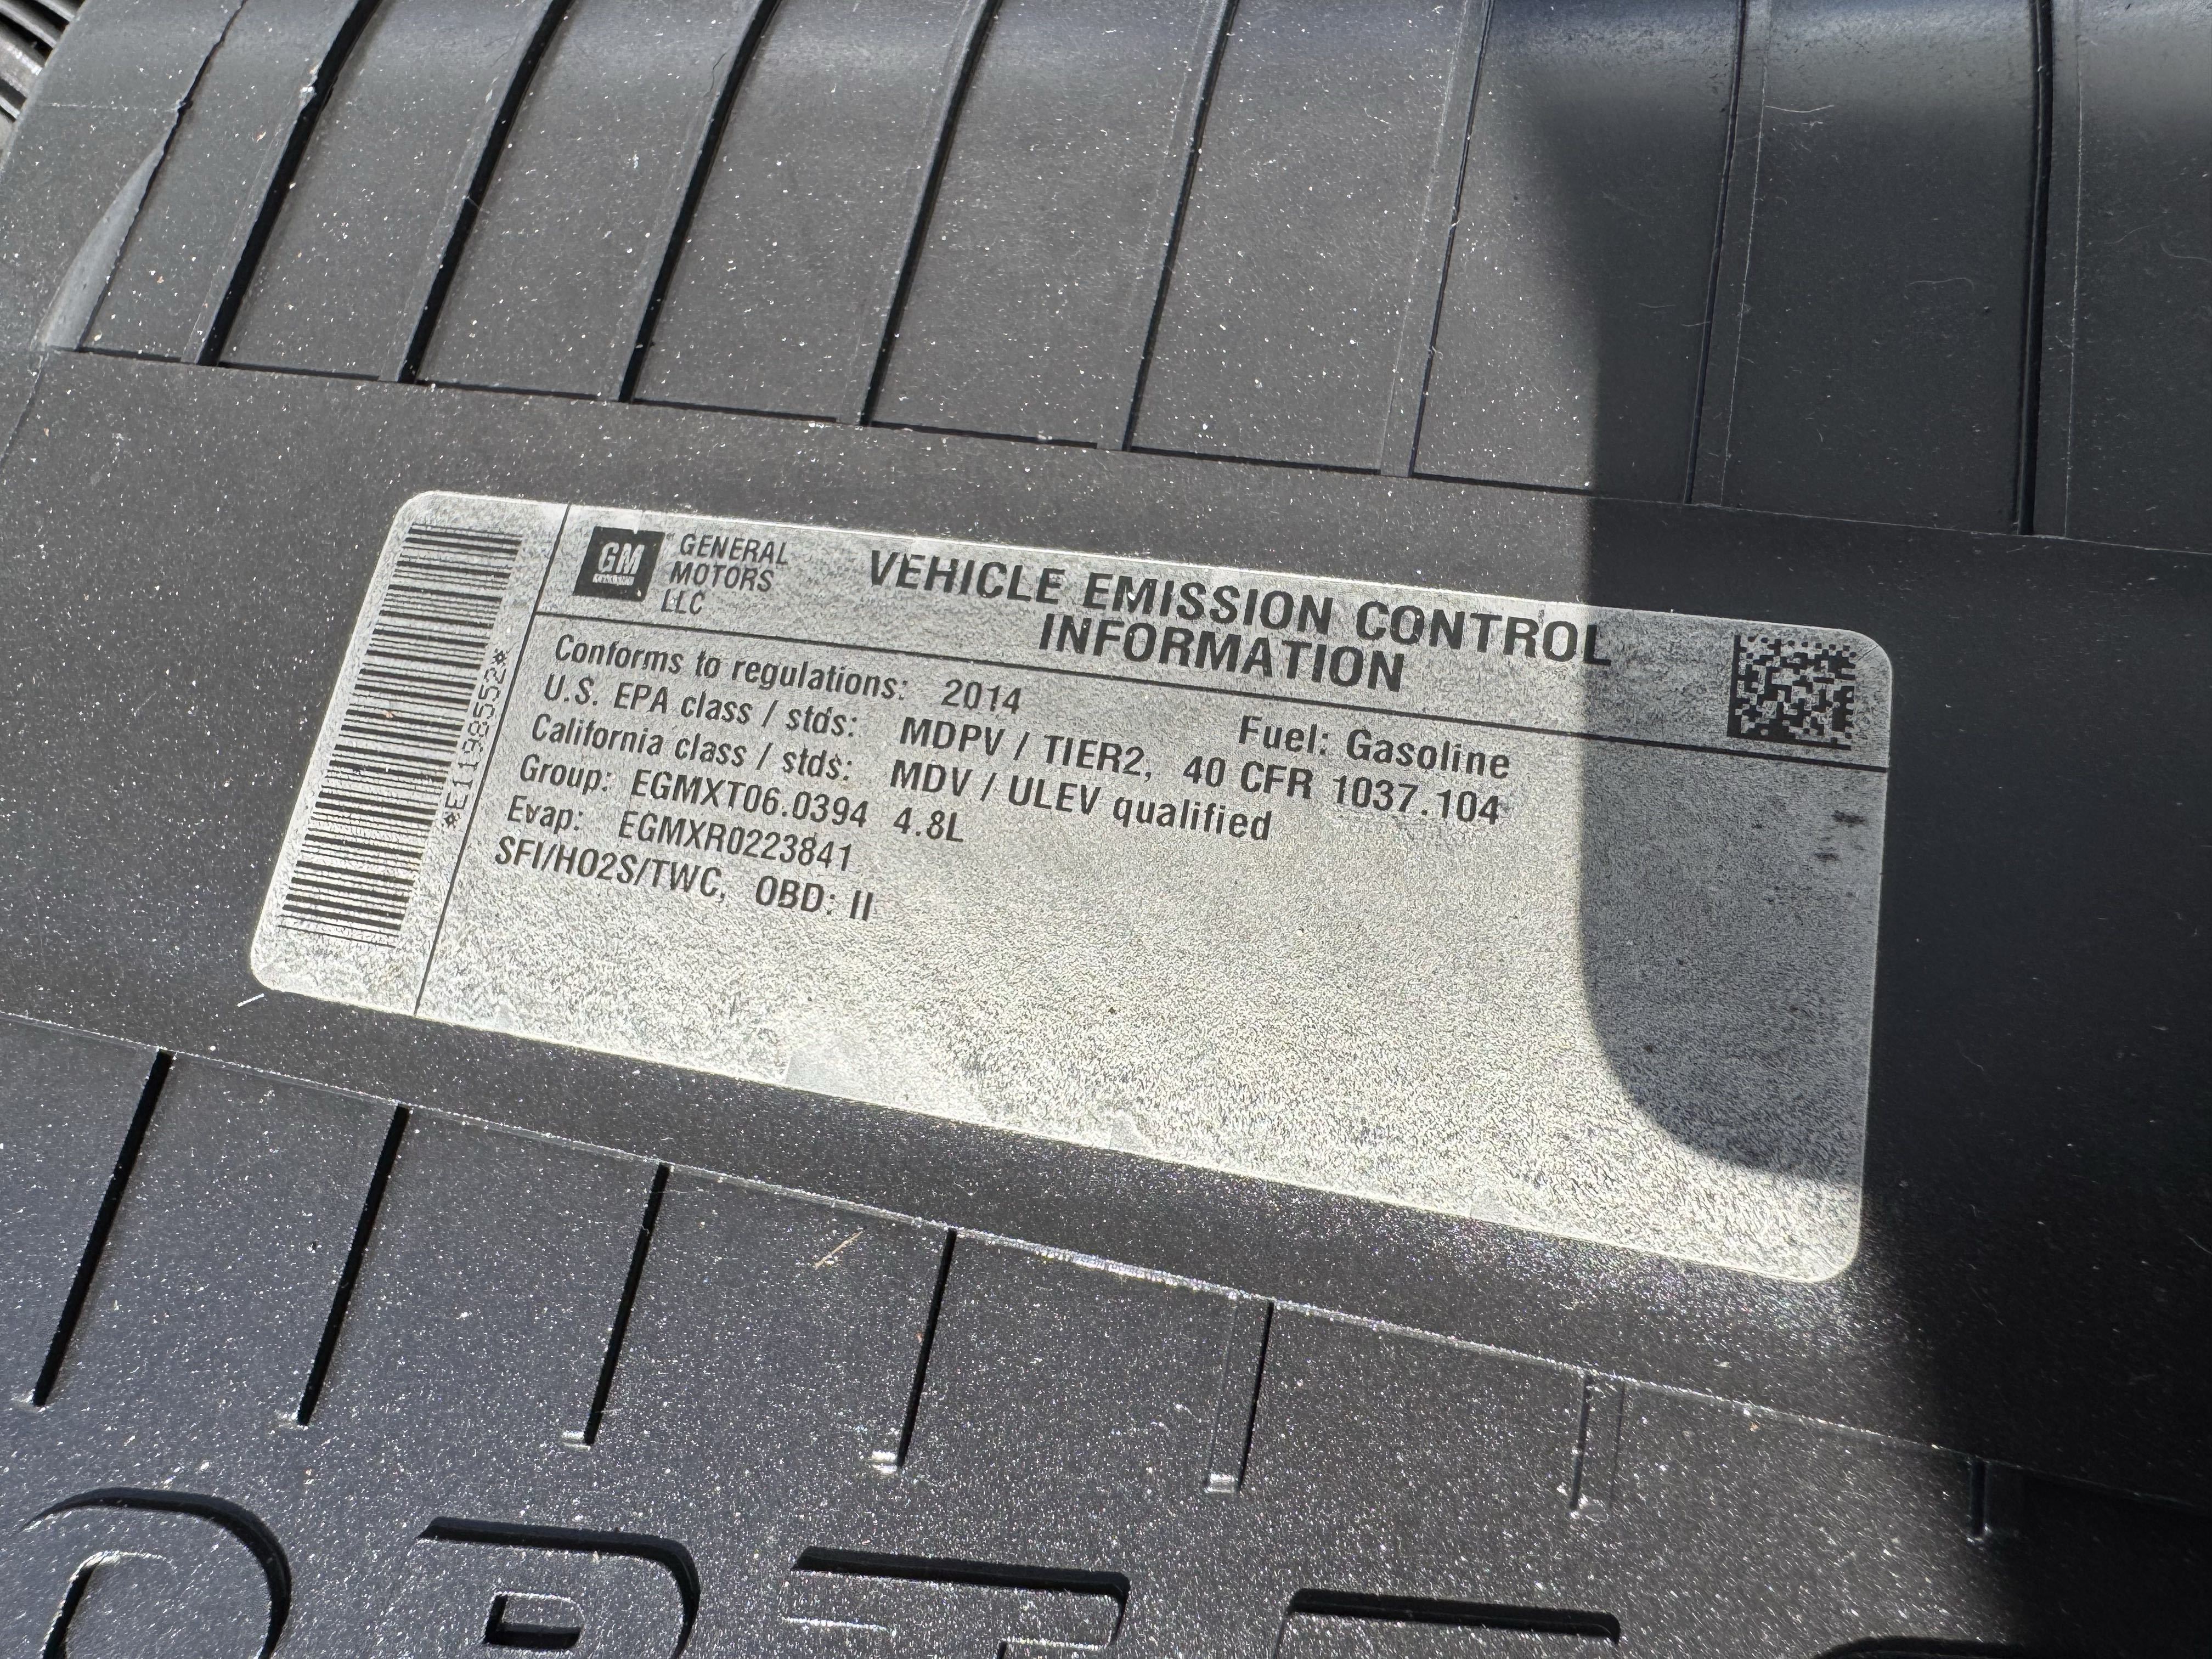 GM
GENERAL
MOTORS
LLC
VEHICLE EMISSION CONTROL
INFORMATION
Conforms to regulations: 2014 Fuel: Gasoline
U.S. EPA class / stds: MDPV / TIER2, 40 CFR 1037.104
California class / stds: MDV / ULEV qualified
Group: EGMXT06.0394 4.8L
Evap: EGMXR0223841
SFI/HO2S/TWC, OBD: II
*E1198552*